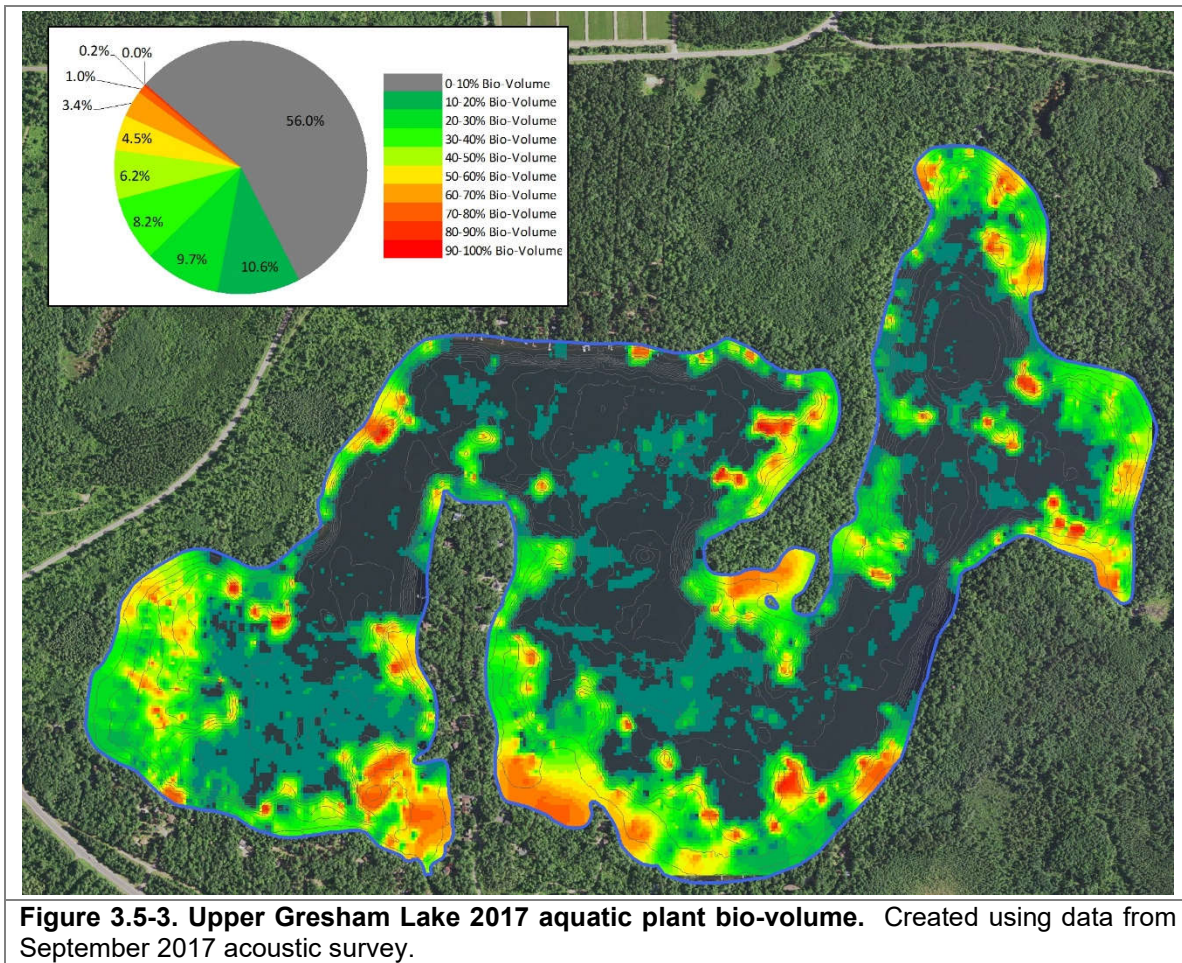 0.2%
0.0%
1.0%
3.4%
4.5%
6.2%
8.2%
9.7%
10.6%
56.0%
0-10% Bio-Volume
10-20% Bio-Volume
20-30% Bio-Volume
30-40% Bio-Volume
40-50% Bio-Volume
50-60% Bio-Volume
60-70% Bio-Volume
70-80% Bio-Volume
80-90% Bio-Volume
90-100% Bio-Volume
Figure 3.5-3. Upper Gresham Lake 2017 aquatic plant bio-volume. Created using data from
September 2017 acoustic survey.